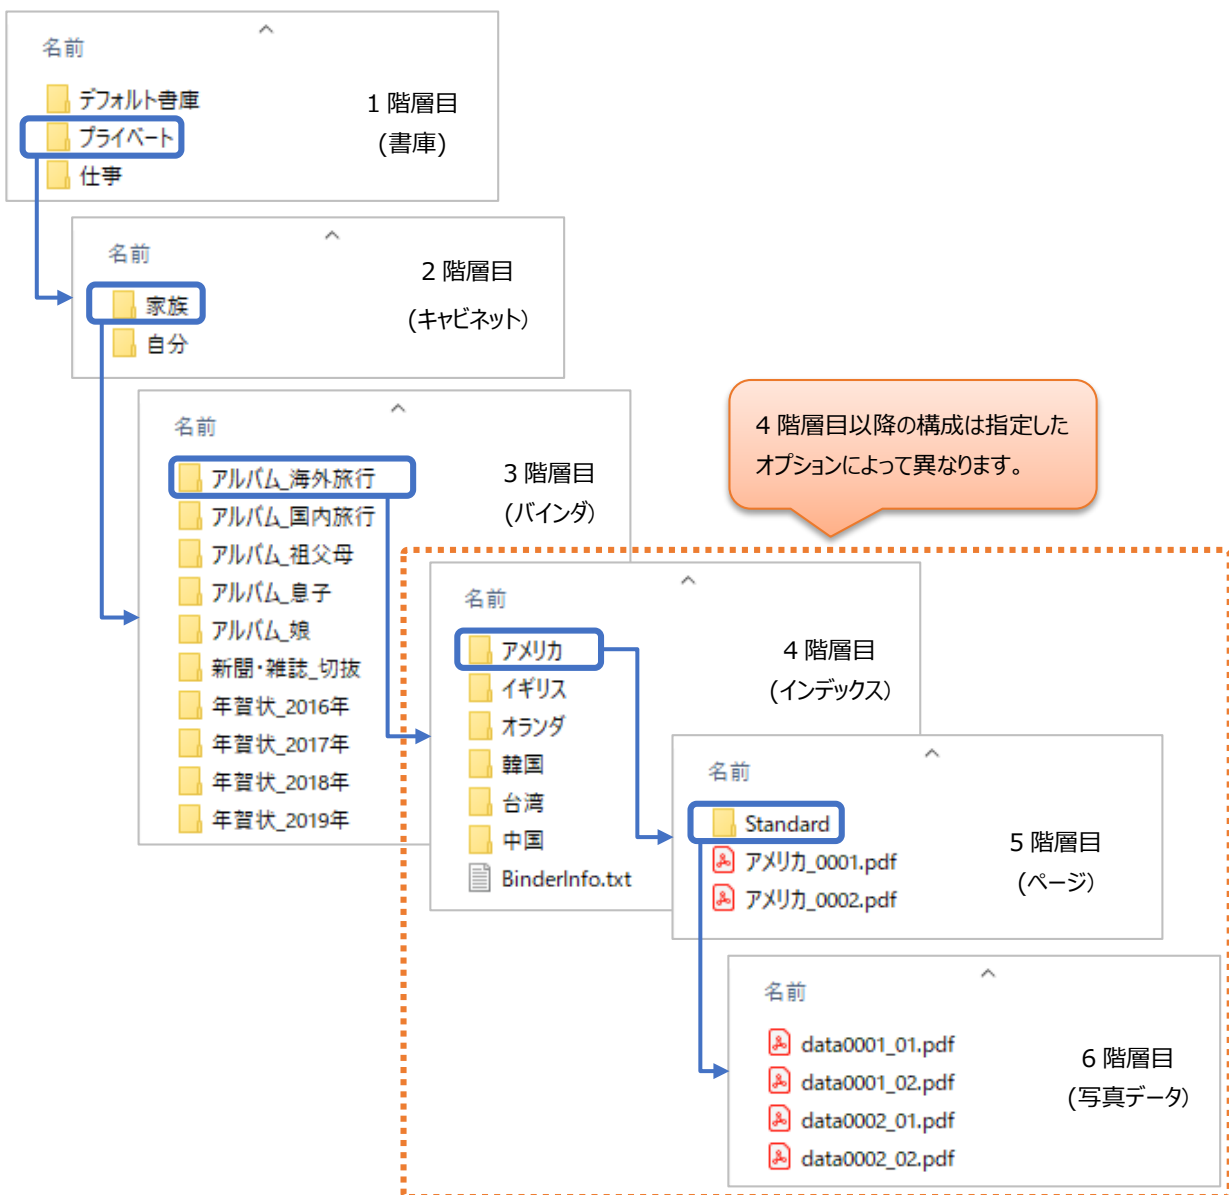 名前
デフォルト書庫
プライベート
仕事
1 階層目
(書庫)
名前
家族
自分
2 階層目
(キャビネット)
名前
アルバム_海外旅行
アルバム_国内旅行
アルバム_祖父母
アルバム_息子
アルバム_娘
新聞・雑誌_切抜
年賀状_2016年
年賀状_2017年
年賀状_2018年
年賀状_2019年
3 階層目
(バインダ)
4 階層目以降の構成は指定した
オプションによって異なります。
名前
アメリカ
イギリス
オランダ
韓国
台湾
中国
BinderInfo.txt
4 階層目
(インデックス)
名前
Standard
アメリカ_0001.pdf
アメリカ_0002.pdf
5 階層目
(ページ)
名前
data0001_01.pdf
data0001_02.pdf
data0002_01.pdf
data0002_02.pdf
6 階層目
(写真データ)